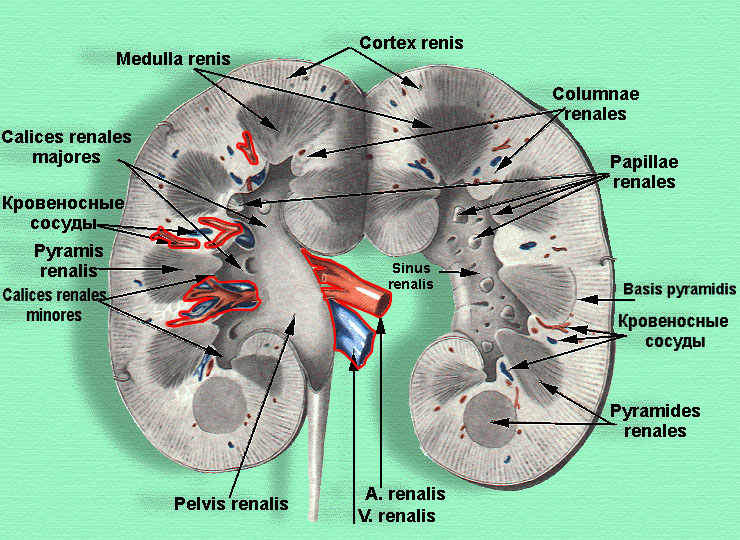 Cortex renis
Medulla renis
Columnae
renales
Calices renales
majores
Papillae
renales
Кровеносные
сосуды
Pyramis
renalis
Sinus
renalis
Calices renales
minores
Basis pyramidis
Кровеносные
сосуды
Pyramides
renales
Pelvis renalis
A. renalis
V. renalis